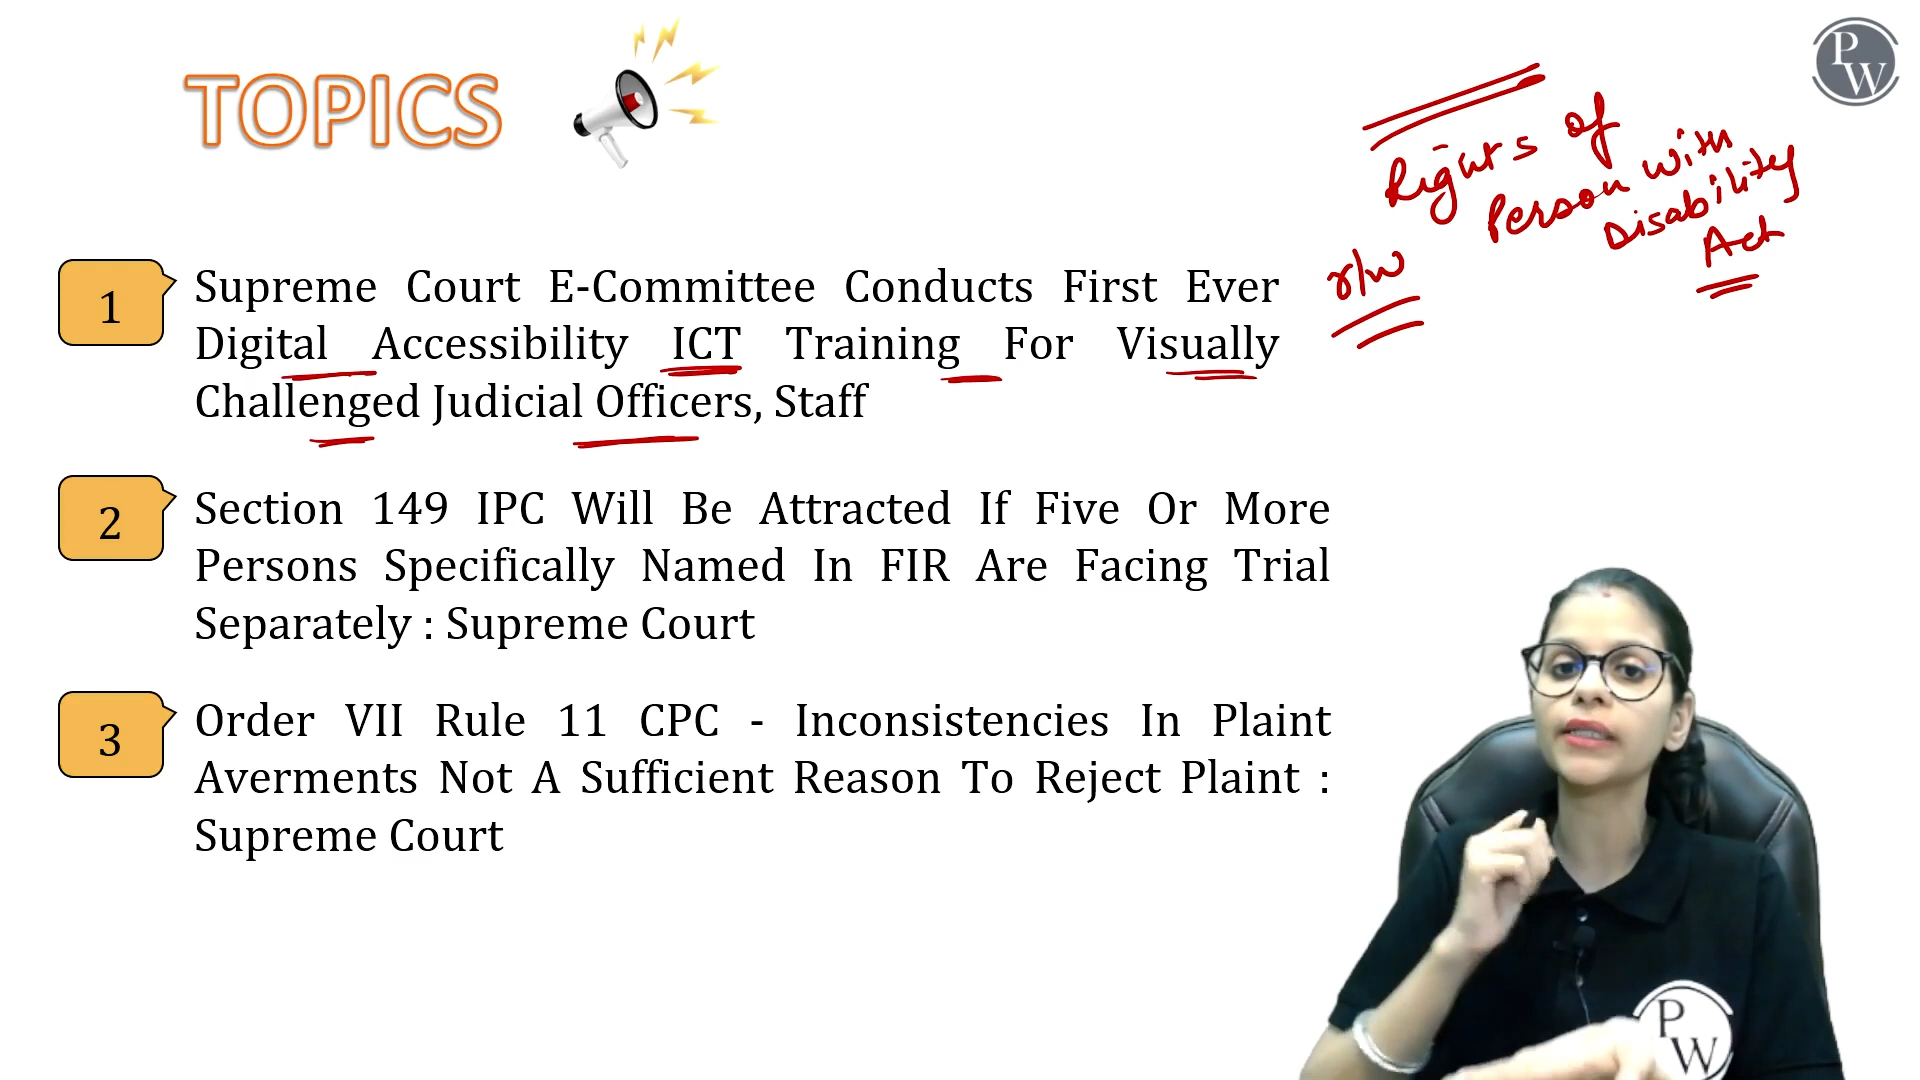 TOPICS
PW
Rights of
Person with
Disability
Act
r/w
1
Supreme Court E-Committee Conducts First Ever
Digital Accessibility ICT Training For Visually
Challenged Judicial Officers, Staff
2
Section 149 IPC Will Be Attracted If Five Or More
Persons Specifically Named In FIR Are Facing Trial
Separately : Supreme Court
3
Order VII Rule 11 CPC - Inconsistencies In Plaint
Averments Not A Sufficient Reason To Reject Plaint :
Supreme Court
PW